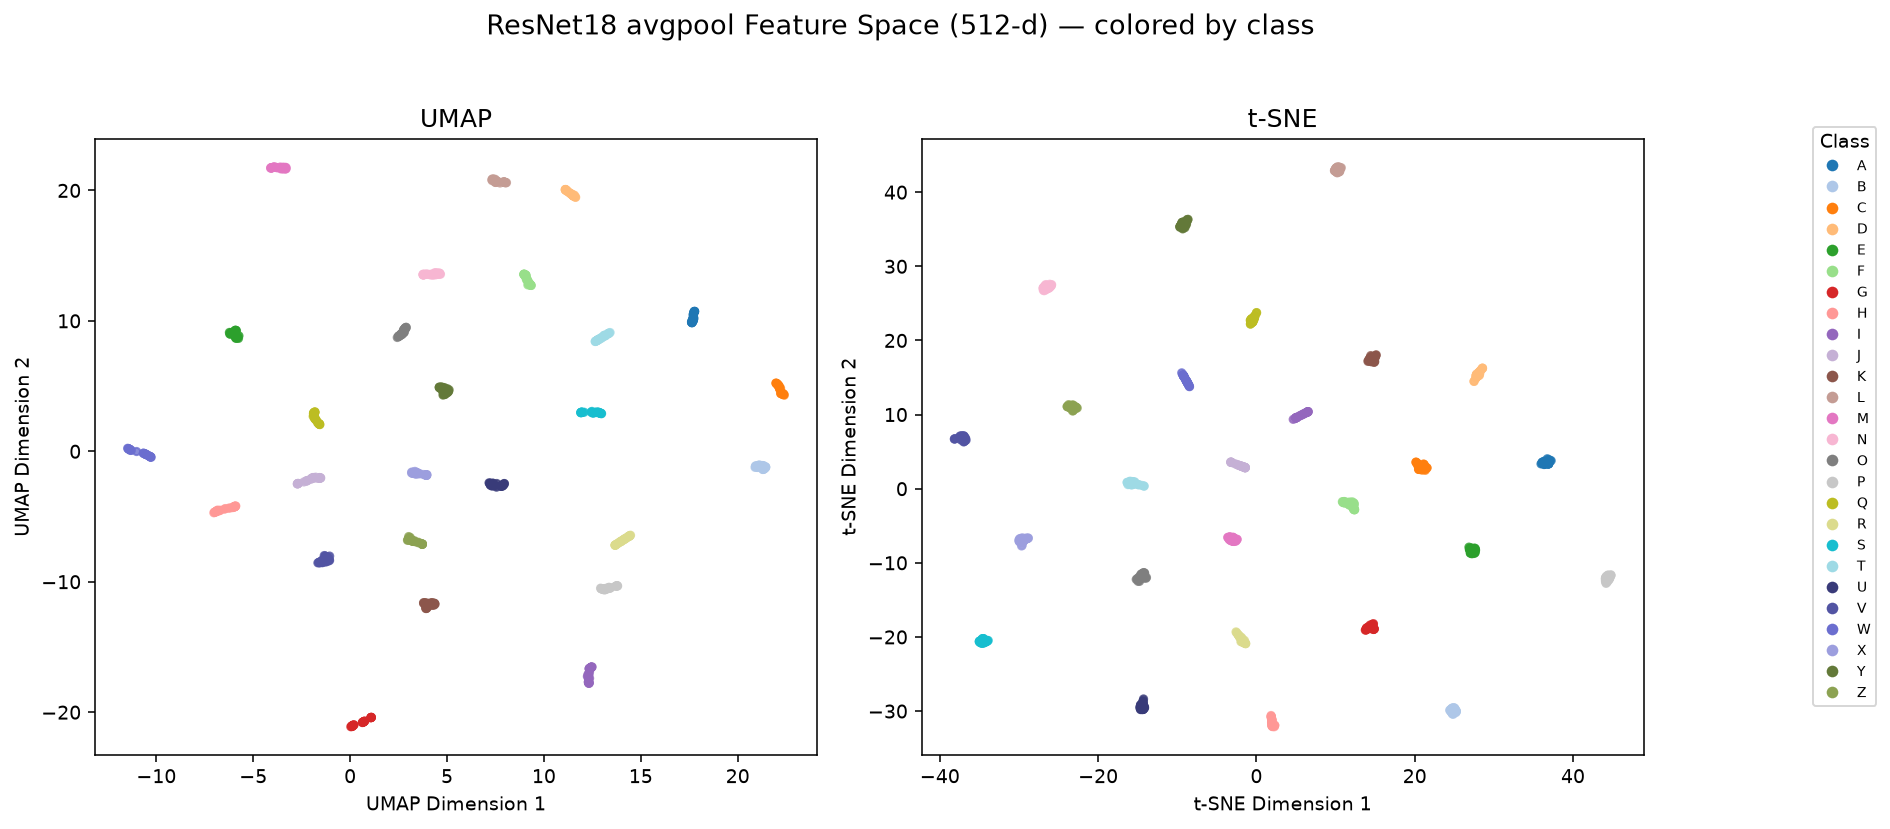 ResNet18 avgpool Feature Space (512-d) — colored by class
UMAP
20
10
0
−10
−20
UMAP Dimension 2
−10 −5 0 5 10 15 20
UMAP Dimension 1
t-SNE
40
30
20
10
0
−10
−20
−30
t-SNE Dimension 2
−40 −20 0 20 40
t-SNE Dimension 1
Class
A
B
C
D
E
F
G
H
I
J
K
L
M
N
O
P
Q
R
S
T
U
V
W
X
Y
Z